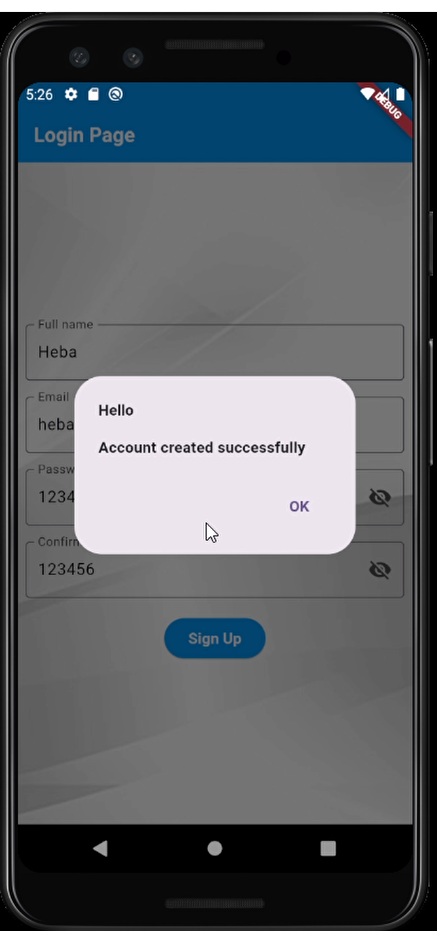 5:26
DEBUG
Login Page
Full name
Heba
Email
heba
Passw
1234
Hello
Account created successfully
OK
Confirm
123456
Sign Up